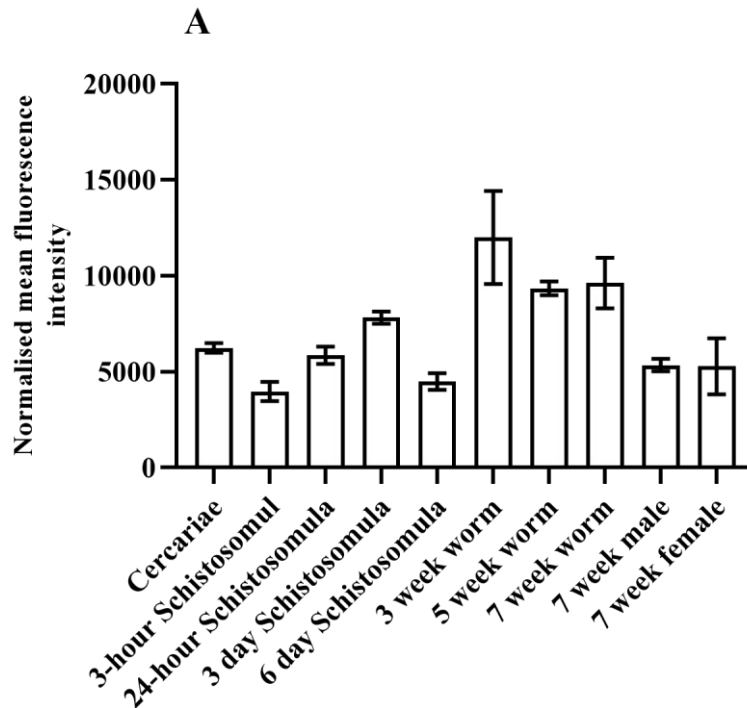 A
Normalised mean fluorescence
intensity
20000
15000
10000
5000
0
Cercariae
3-hour Schistosomul
24-hour Schistosomula
3 day Schistosomula
6 day Schistosomula
3 week worm
5 week worm
7 week worm
7 week male
7 week female